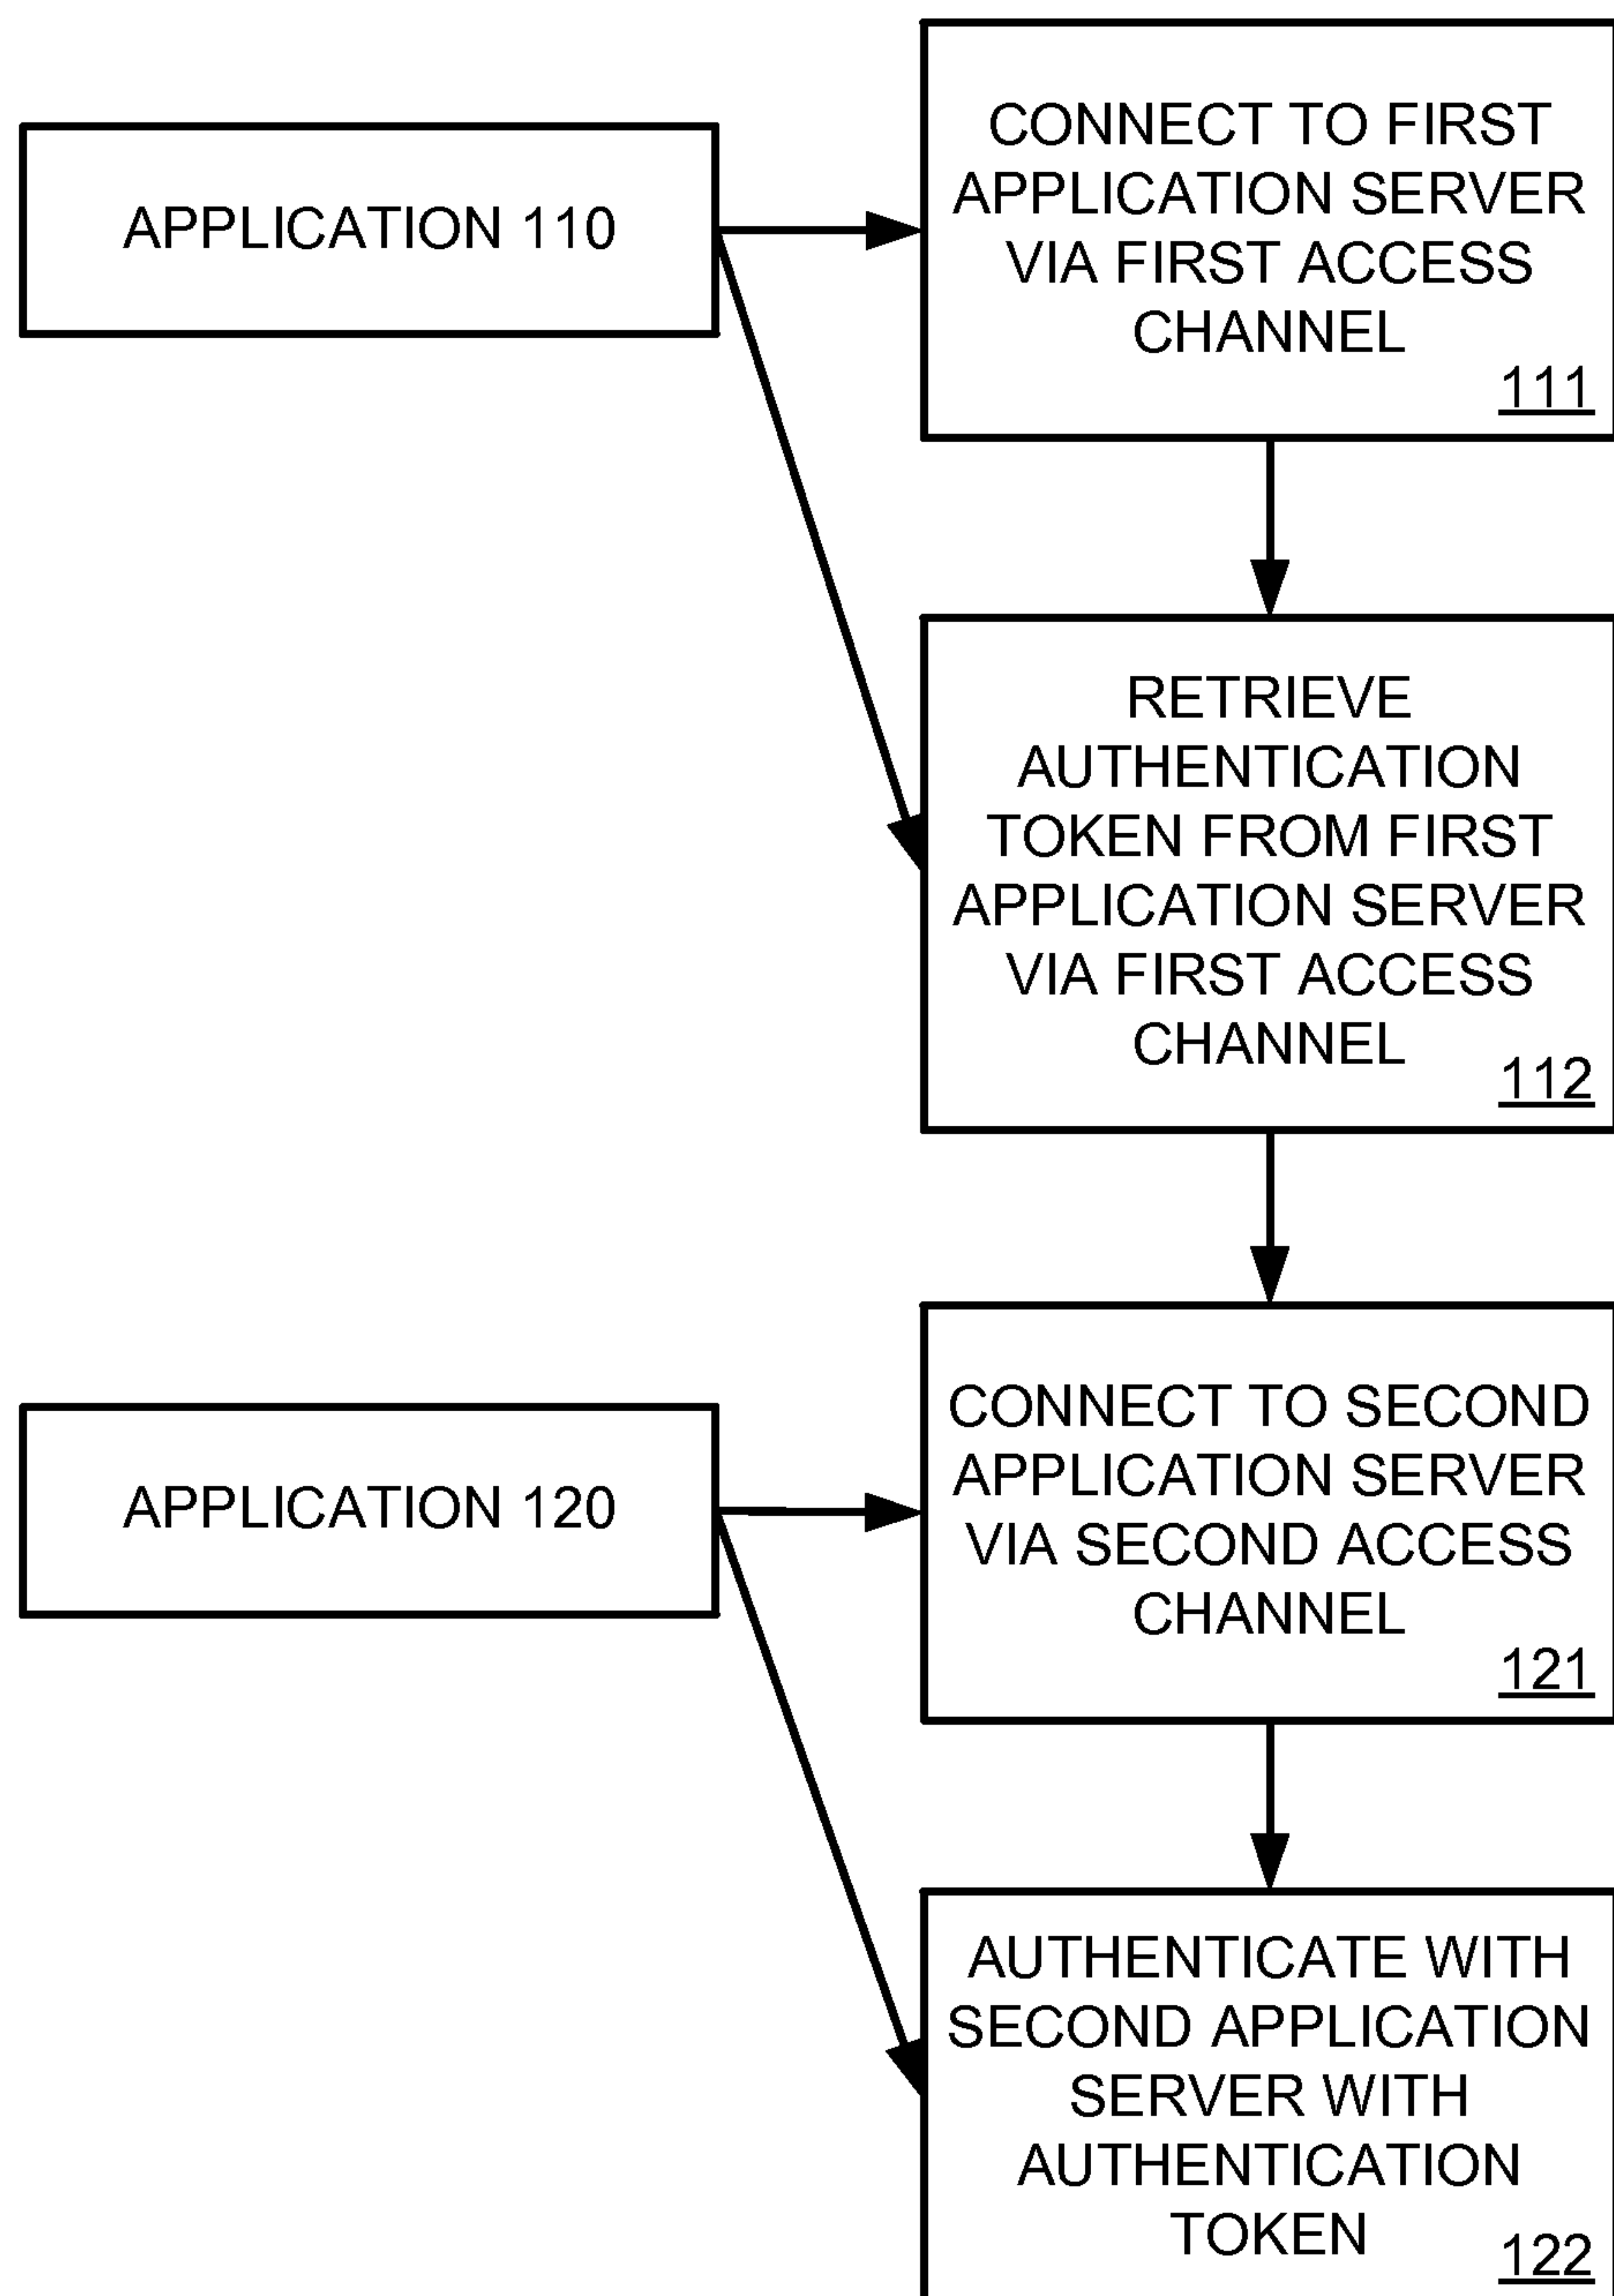 APPLICATION 110
CONNECT TO FIRST
APPLICATION SERVER
VIA FIRST ACCESS
CHANNEL
111
RETRIEVE
AUTHENTICATION
TOKEN FROM FIRST
APPLICATION SERVER
VIA FIRST ACCESS
CHANNEL
112
APPLICATION 120
CONNECT TO SECOND
APPLICATION SERVER
VIA SECOND ACCESS
CHANNEL
121
AUTHENTICATE WITH
SECOND APPLICATION
SERVER WITH
AUTHENTICATION
TOKEN
122